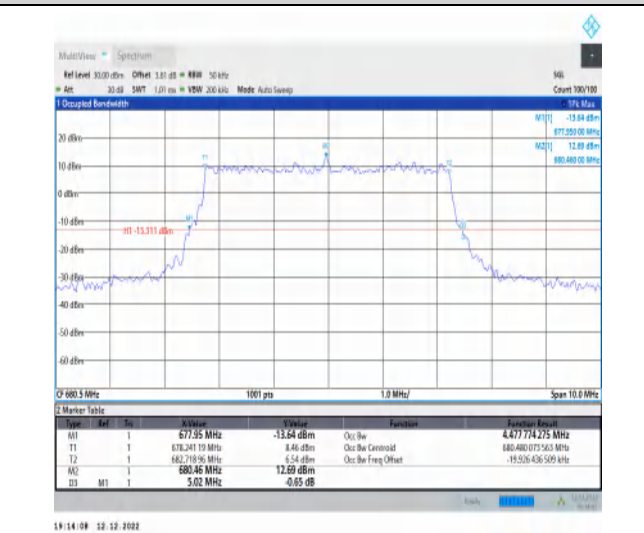 MultiView Spectrum
Ref Level 30.00 dBm Offset 3.81 dB RBW 50 kHz SGL
Att 30 dB SWT 1.01 ms VBW 200 kHz Mode Auto Sweep Count 100/100
1 Occupied Bandwidth 1Pk Max
M1[1] -13.64 dBm
677.95000 MHz
M2[1] 12.69 dBm
680.46000 MHz
20 dBm
10 dBm
0 dBm
-10 dBm
H1 -13.311 dBm
-20 dBm
-30 dBm
-40 dBm
-50 dBm
-60 dBm
M1
T1
M2
T2
D3
CF 680.5 MHz 1001 pts 1.0 MHz/ Span 10.0 MHz
2 Marker Table
Type Ref Trc X-Value Y-Value Function Function Result
M1 1 677.95 MHz -13.64 dBm Occ Bw 4.477 774 275 MHz
T1 1 678.241 19 MHz 8.46 dBm Occ Bw Centroid 680.480 073 563 MHz
T2 1 682.718 96 MHz 6.54 dBm Occ Bw Freq Offset -19.926 436 509 kHz
M2 1 680.46 MHz 12.69 dBm
D3 M1 1 5.02 MHz -0.65 dB
19:14:08 12.12.2022